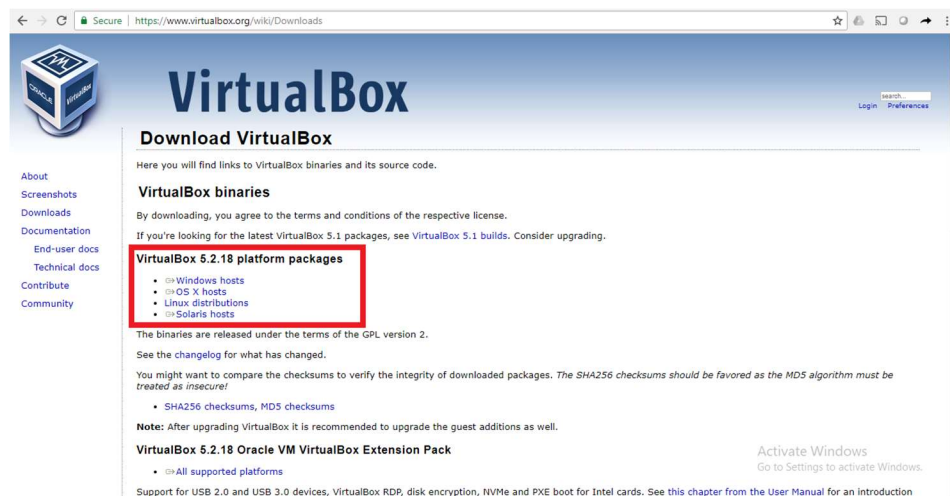 Secure | https://www.virtualbox.org/wiki/Downloads
VirtualBox
ORACLE
VirtualBox
search...
Login Preferences
Download VirtualBox
Here you will find links to VirtualBox binaries and its source code.
About
Screenshots
Downloads
Documentation
End-user docs
Technical docs
Contribute
Community
VirtualBox binaries
By downloading, you agree to the terms and conditions of the respective license.
If you're looking for the latest VirtualBox 5.1 packages, see VirtualBox 5.1 builds. Consider upgrading.
VirtualBox 5.2.18 platform packages
• Windows hosts
• OS X hosts
• Linux distributions
• Solaris hosts
The binaries are released under the terms of the GPL version 2.
See the changelog for what has changed.
You might want to compare the checksums to verify the integrity of downloaded packages. The SHA256 checksums should be favored as the MD5 algorithm must be
treated as insecure!
• SHA256 checksums, MD5 checksums
Note: After upgrading VirtualBox it is recommended to upgrade the guest additions as well.
VirtualBox 5.2.18 Oracle VM VirtualBox Extension Pack
• All supported platforms
Activate Windows
Go to Settings to activate Windows.
Support for USB 2.0 and USB 3.0 devices, VirtualBox RDP, disk encryption, NVMe and PXE boot for Intel cards. See this chapter from the User Manual for an introduction